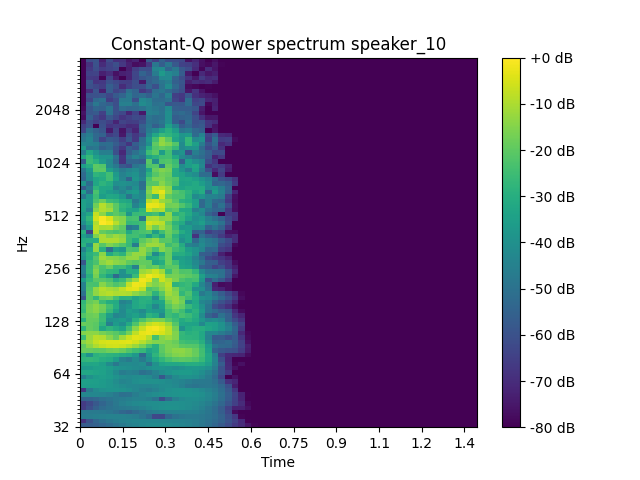 Constant-Q power spectrum speaker_10
Hz
2048
1024
512
256
128
64
32
0 0.15 0.3 0.45 0.6 0.75 0.9 1.1 1.2 1.4
Time
+0 dB
-10 dB
-20 dB
-30 dB
-40 dB
-50 dB
-60 dB
-70 dB
-80 dB